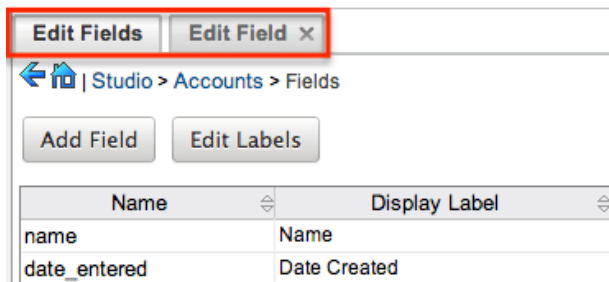 Edit Fields Edit Field ×
| Studio > Accounts > Fields
Add Field Edit Labels
Name Display Label
name Name
date_entered Date Created